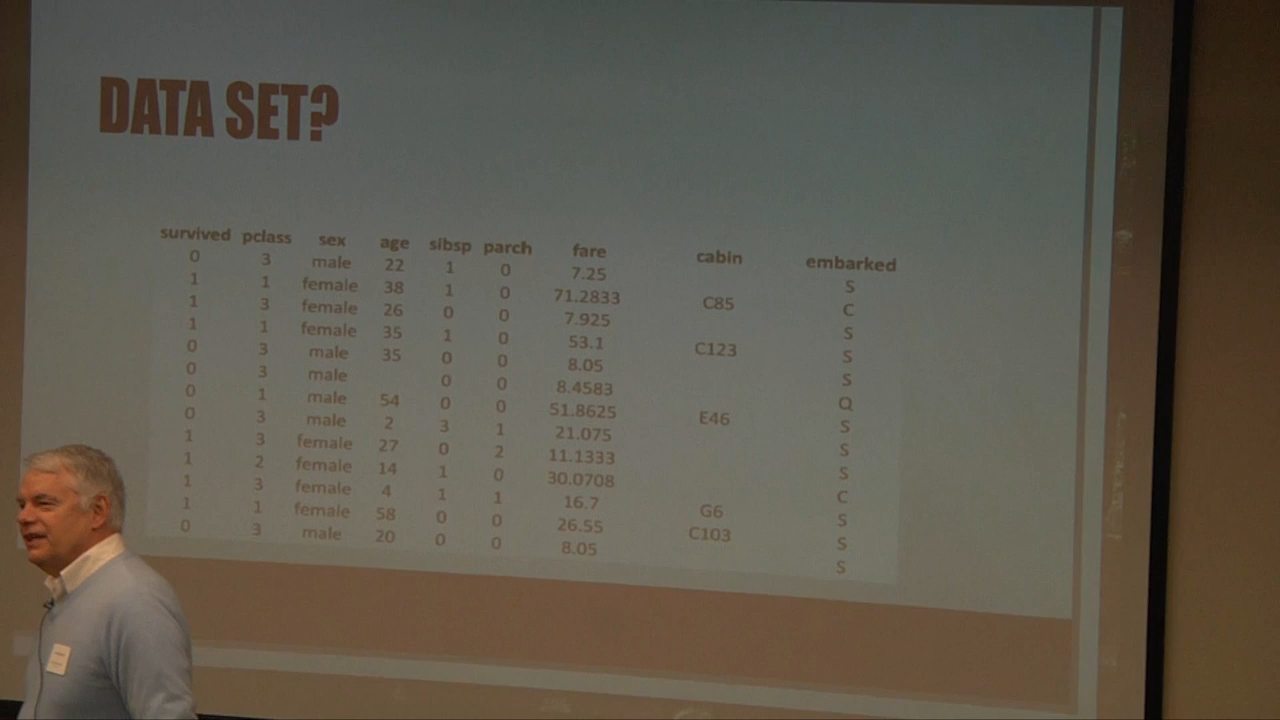 DATA SET?
survived pclass sex age sibsp parch fare cabin embarked
0 3 male 22 1 0 7.25 S
1 1 female 38 1 0 71.2833 C85 C
1 3 female 26 0 0 7.925 S
1 1 female 35 1 0 53.1 C123 S
0 3 male 35 0 0 8.05 S
0 3 male 0 0 8.4583 Q
0 1 male 54 0 0 51.8625 E46 S
0 3 male 2 3 1 21.075 S
1 3 female 27 0 2 11.1333 S
1 2 female 14 1 0 30.0708 C
1 3 female 4 1 1 16.7 G6 S
1 1 female 58 0 0 26.55 C103 S
0 3 male 20 0 0 8.05 S